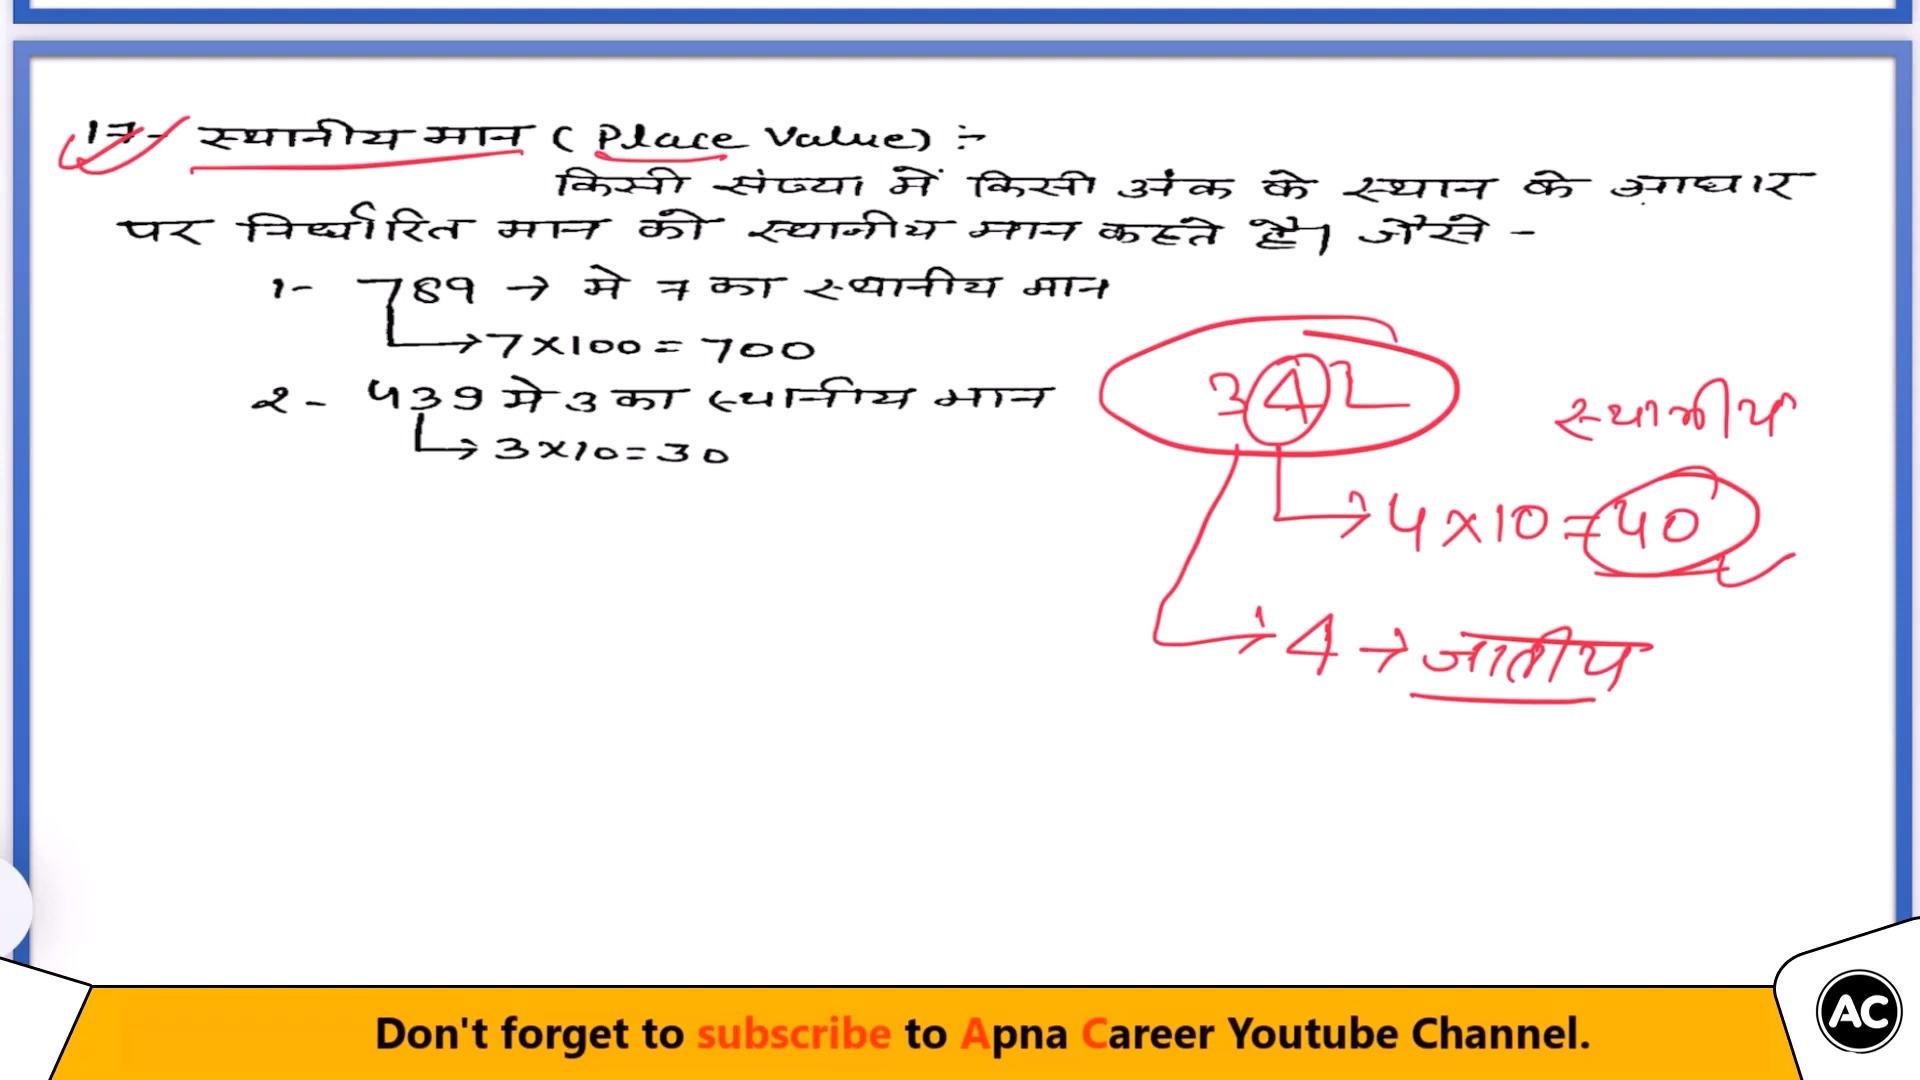 17- स्थानीय मान ( Place Value) :-
किसी संख्या में किसी अंक के स्थान के आधार
पर निर्धारित मान को स्थानीय मान कहते है। जैसे -
1- 789 → मे 7 का स्थानीय मान
→ 7×100 = 700
2 - 439 मे 3 का स्थानीय मान
→ 3×10=30
342
स्थानीय
→ 4×10 = 40
→ 4 → जातीय
Don't forget to subscribe to Apna Career Youtube Channel.
AC